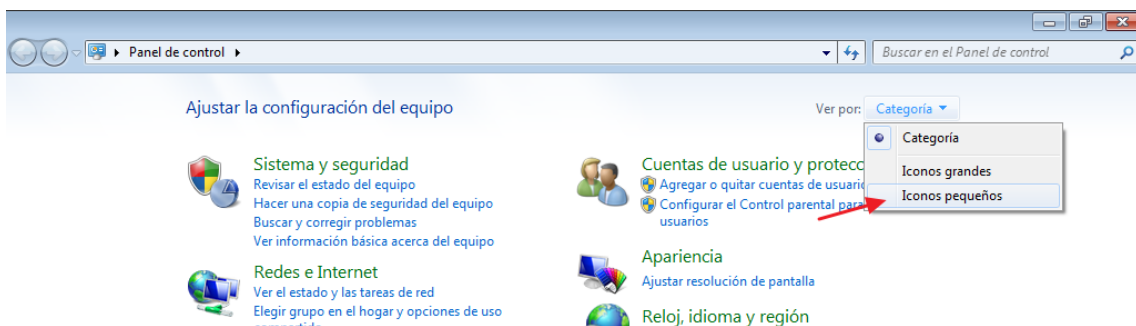 Panel de control
Buscar en el Panel de control
Ajustar la configuración del equipo
Ver por: Categoría
Categoría
Iconos grandes
Iconos pequeños
Sistema y seguridad
Revisar el estado del equipo
Hacer una copia de seguridad del equipo
Buscar y corregir problemas
Ver información básica acerca del equipo
Redes e Internet
Ver el estado y las tareas de red
Elegir grupo en el hogar y opciones de uso
Cuentas de usuario y protecc
Agregar o quitar cuentas de usuario
Configurar el Control parental para
usuarios
Apariencia
Ajustar resolución de pantalla
Reloj, idioma y región